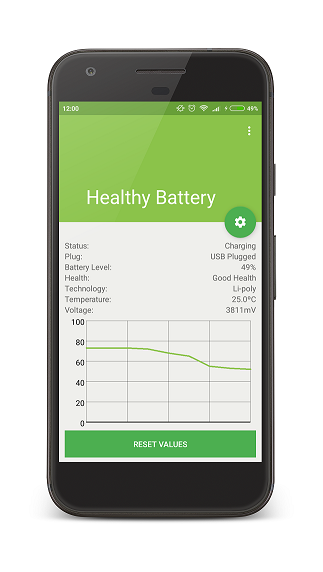 12:00 49%
Healthy Battery
Status: Charging
Plug: USB Plugged
Battery Level: 49%
Health: Good Health
Technology: Li-poly
Temperature: 25.0ºC
Voltage: 3811mV
100
80
60
40
20
0
RESET VALUES